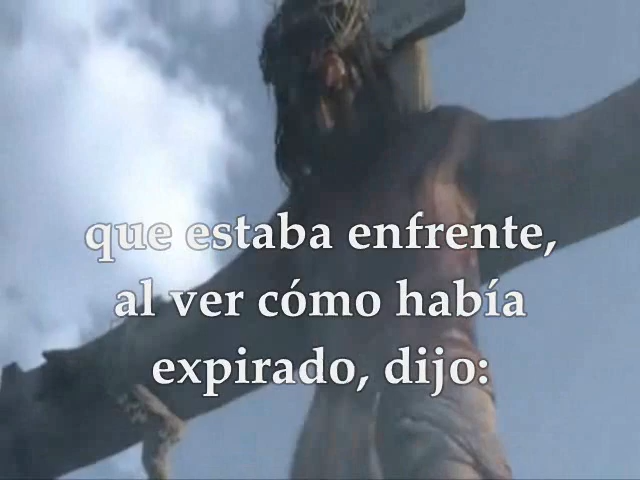 que estaba enfrente,
al ver cómo había
expirado, dijo: